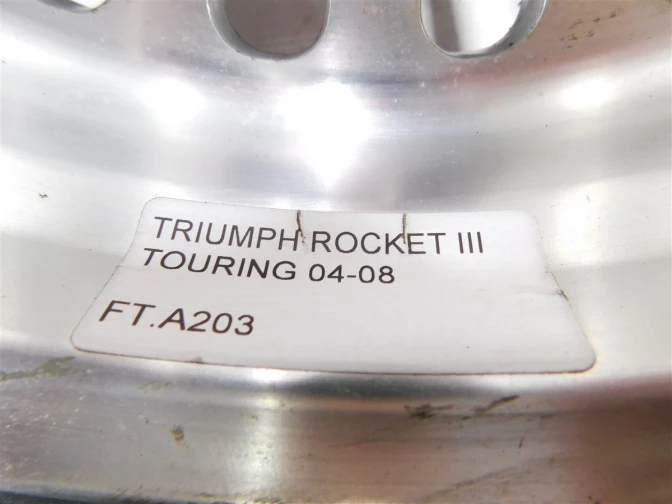 TRIUMPH ROCKET III
TOURING 04-08
FT.A203